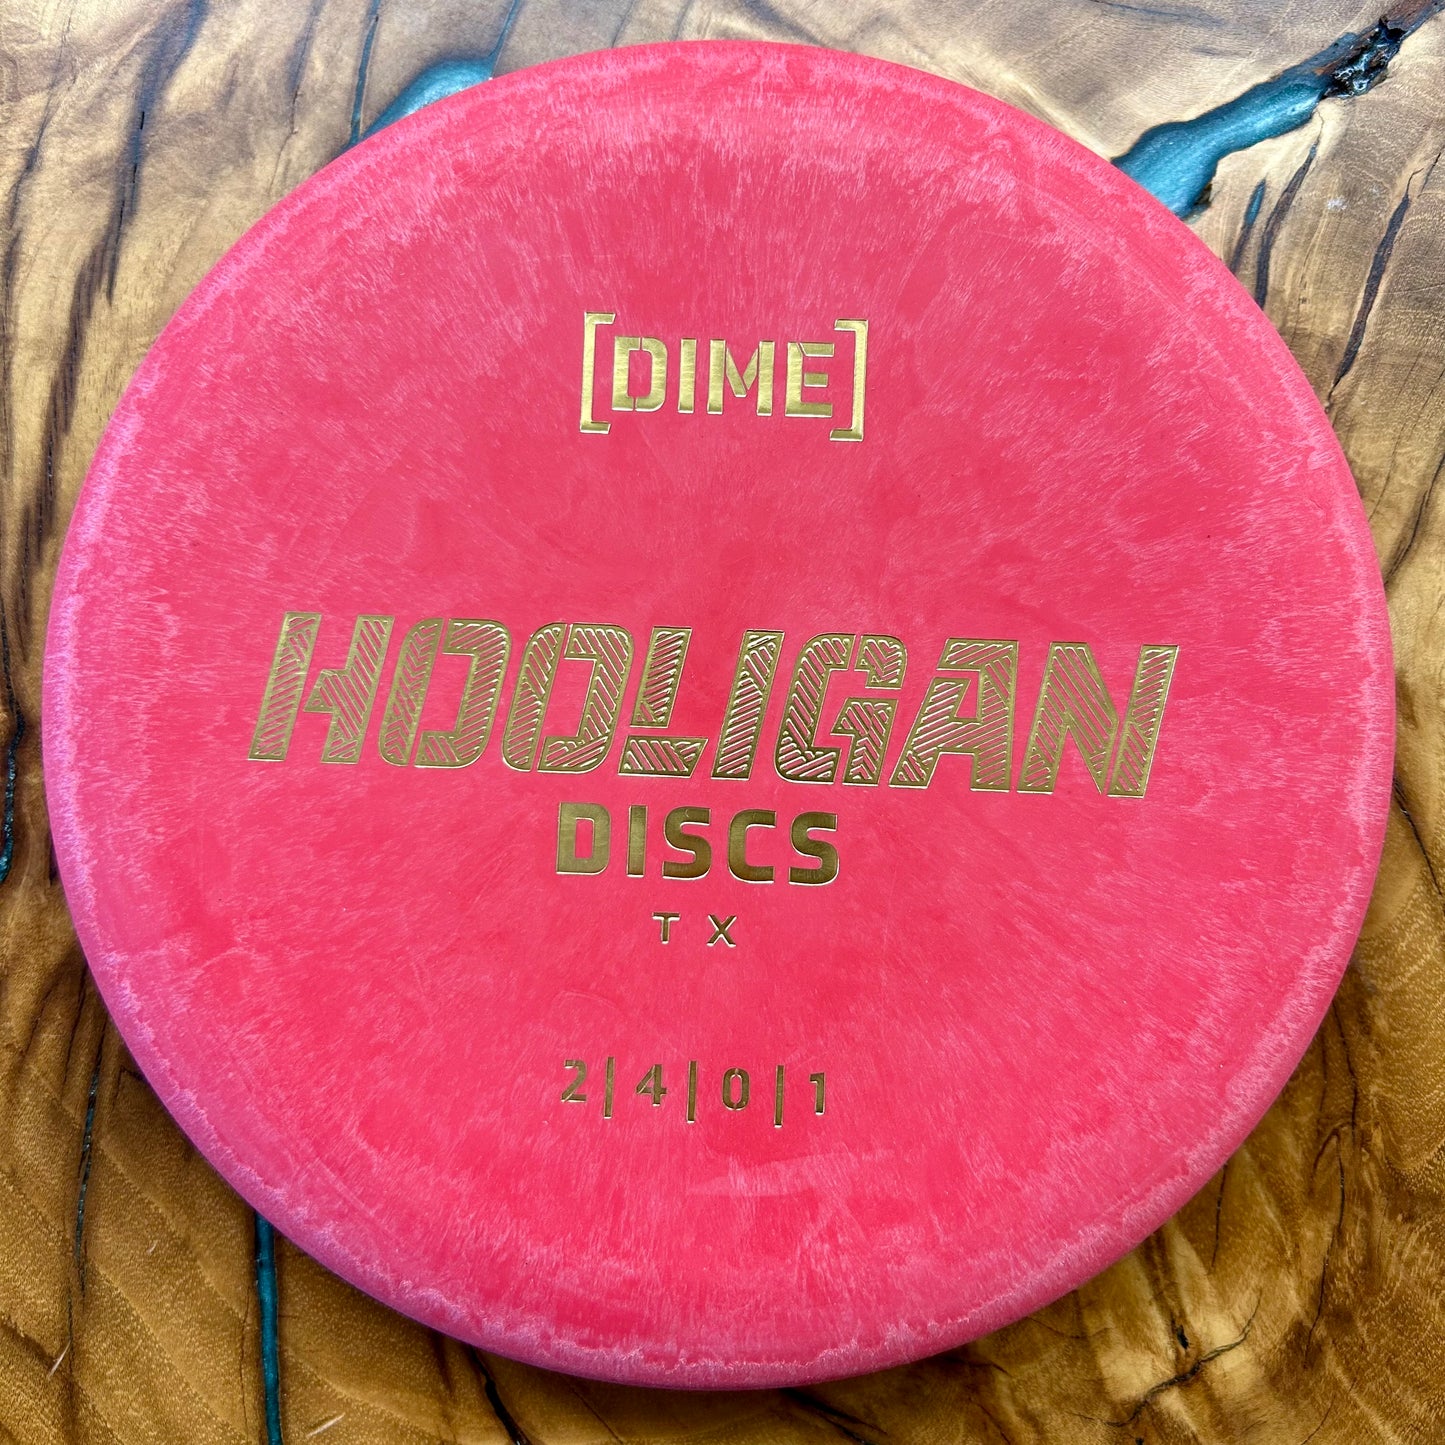 [DIME]
HOOLIGAN
DISCS
TX
2|4|0|1